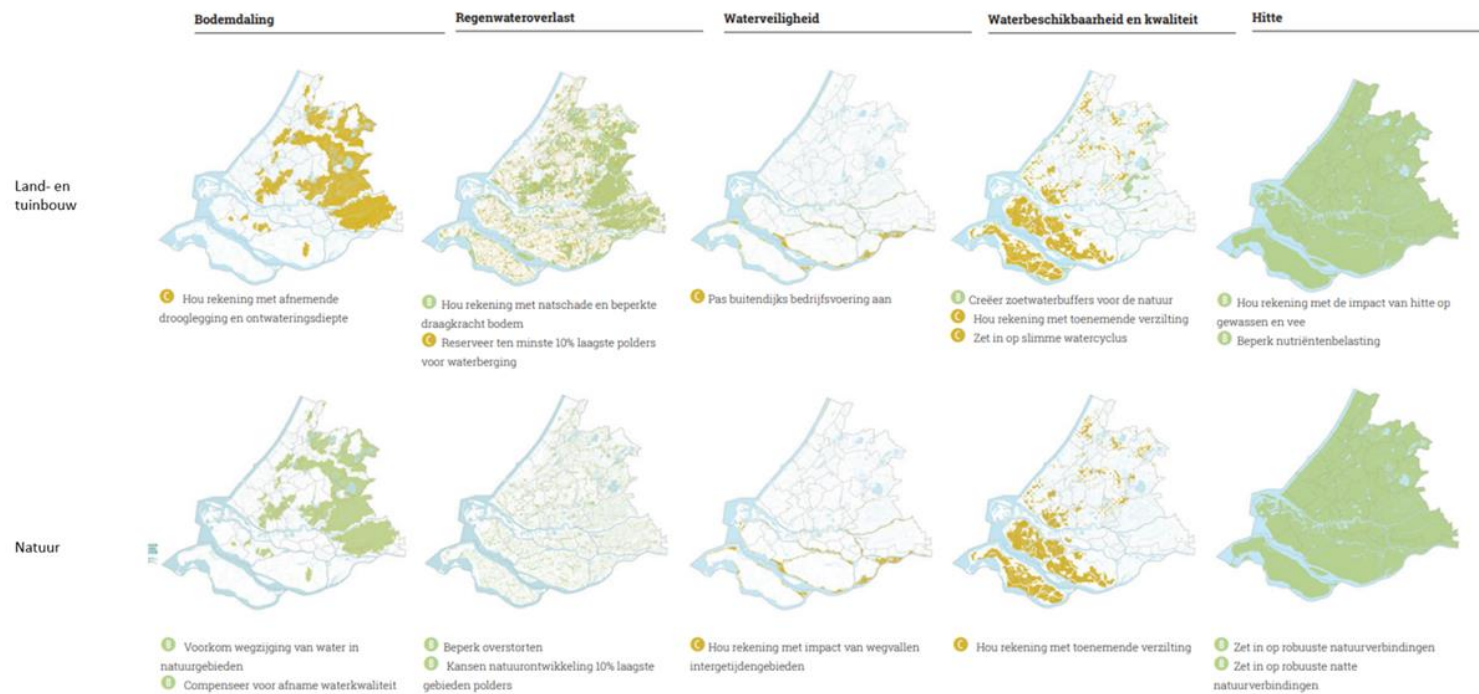 Bodemdaling
Regenwateroverlast
Waterveiligheid
Waterbeschikbaarheid en kwaliteit
Hitte
Land- en
tuinbouw
C Hou rekening met afnemende
drooglegging en ontwateringsdiepte
B Hou rekening met natschade en beperkte
draagkracht bodem
C Reserveer ten minste 10% laagste polders
voor waterberging
C Pas buitendijks bedrijfsvoering aan
B Creëer zoetwaterbuffers voor de natuur
C Hou rekening met toenemende verzilting
C Zet in op slimme watercyclus
B Hou rekening met de impact van hitte op
gewassen en vee
B Beperk nutriëntenbelasting
Natuur
B Voorkom wegzijging van water in
natuurgebieden
B Compenseer voor afname waterkwaliteit
B Beperk overstorten
B Kansen natuurontwikkeling 10% laagste
gebieden polders
C Hou rekening met impact van wegvallen
intergetijdengebieden
C Hou rekening met toenemende verzilting
B Zet in op robuuste natuurverbindingen
B Zet in op robuuste natte
natuurverbindingen